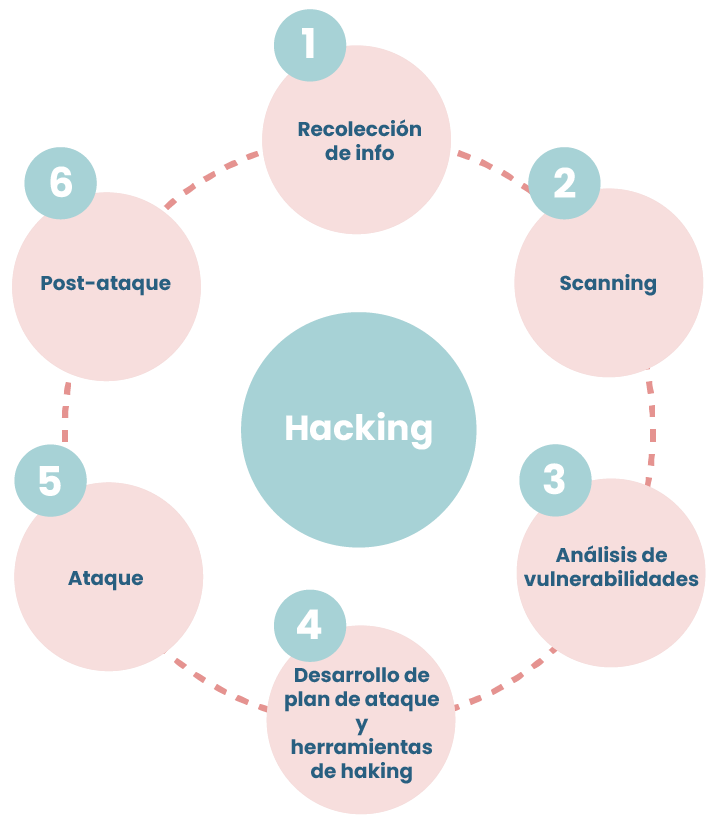 1
Recolección
de info
2
Scanning
3
Análisis de
vulnerabilidades
4
Desarrollo de
plan de ataque
y
herramientas
de haking
5
Ataque
6
Post-ataque
Hacking